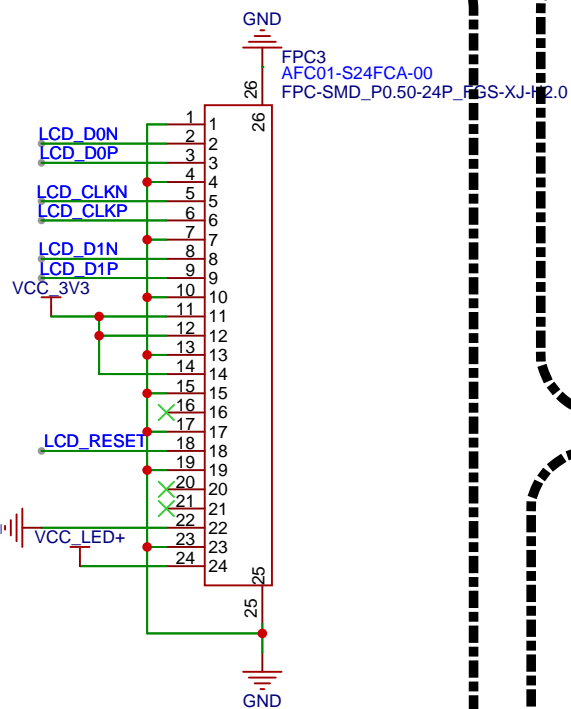 GND
FPC3
AFC01-S24FCA-00
FPC-SMD_P0.50-24P_FGS-XJ-H2.0
26
26
1 1
LCD_D0N 2 2
LCD_D0P 3 3
4 4
LCD_CLKN 5 5
LCD_CLKP 6 6
7 7
LCD_D1N 8 8
LCD_D1P 9 9
VCC_3V3 10 10
11 11
12 12
13 13
14 14
15 15
16 16
17 17
LCD_RESET 18 18
19 19
20 20
21 21
22 22
VCC_LED+ 23 23
24 24
25
25
GND